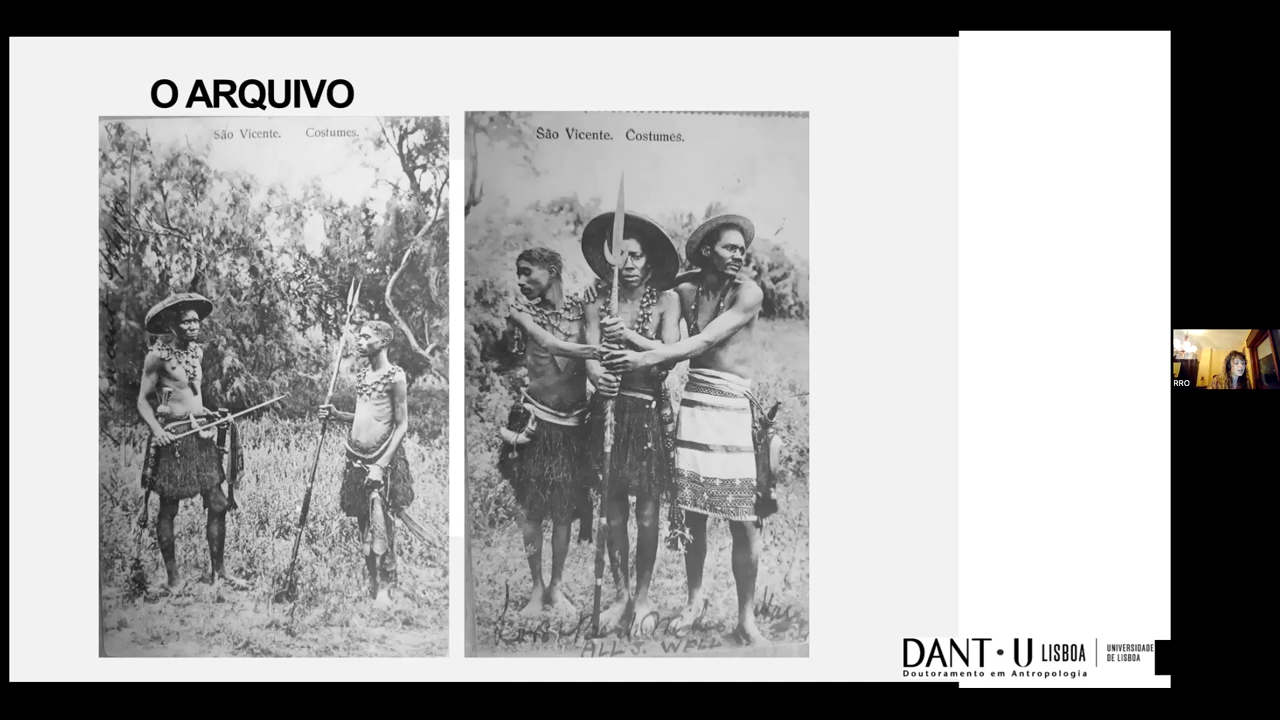 O ARQUIVO
São Vicente. Costumes.
São Vicente. Costumes.
ALL S. WELL
RRO
DANT • U LISBOA | UNIVERSIDADE DE LISBOA
Doutoramento em Antropologia